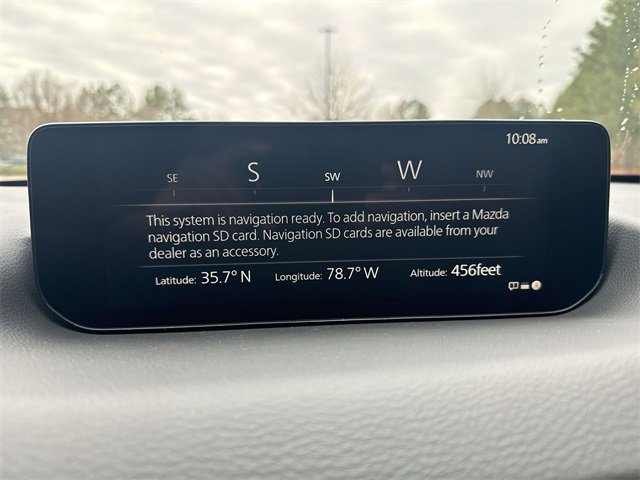 10:08am
SE S SW W NW
This system is navigation ready. To add navigation, insert a Mazda
navigation SD card. Navigation SD cards are available from your
dealer as an accessory.
Latitude: 35.7° N Longitude: 78.7° W Altitude: 456feet